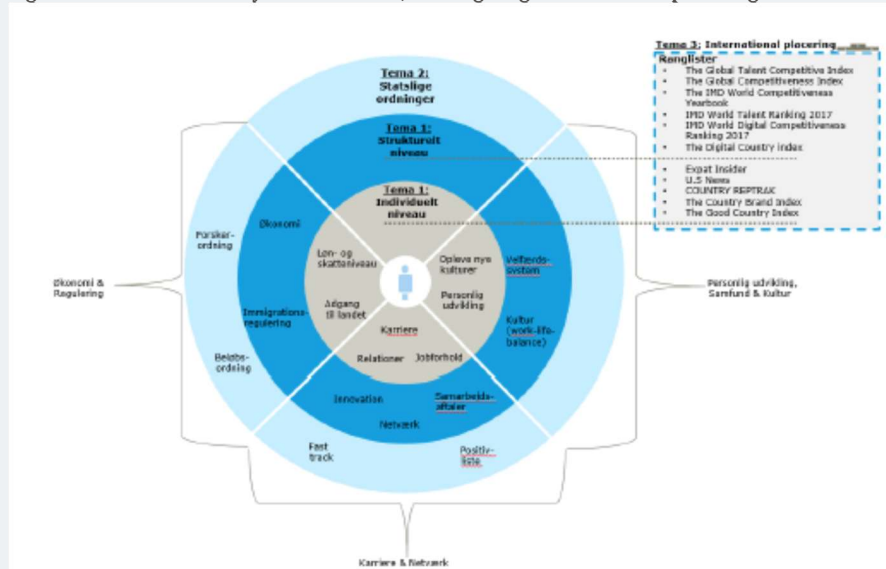 Tema 3: International placering
Ranglister
• The Global Talent Competitive Index
• The Global Competitiveness Index
• The IMD World Competitiveness
Yearbook
• IMD World Talent Ranking 2017
• IMD World Digital Competitiveness
Ranking 2017
• The Digital Country index
• Expat Insider
• U.S News
• COUNTRY REPTRAK
• The Country Brand Index
• The Good Country Index
Tema 2:
Statslige
ordninger
Tema 1:
Strukturelt
niveau
Tema 1:
Individuelt
niveau
Økonomi
Forsker-
ordning
Løn- og
skatteniveau
Opleve nye
kulturer
Velfærds-
system
Økonomi &
Regulering
Personlig udvikling,
Samfund & Kultur
Adgang
til landet
Personlig
udvikling
Immigrations-
regulering
Kultur
(work-life-
balance)
Karriere
Beløbs-
ordning
Relationer
Jobforhold
Innovation
Samarbejds-
aftaler
Netværk
Fast
track
Positiv-
liste
Karriere & Netværk